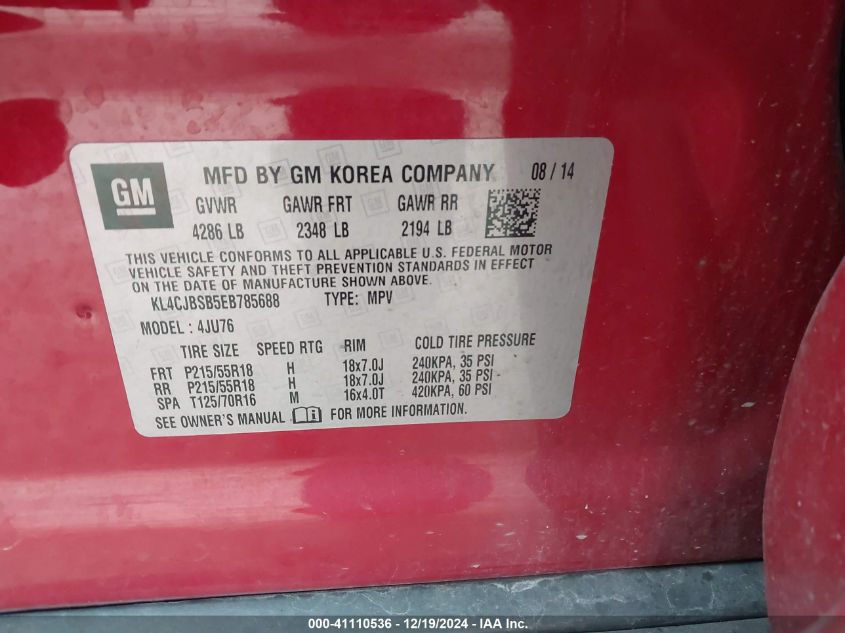 GM
MFD BY GM KOREA COMPANY 08 / 14
GVWR GAWR FRT GAWR RR
4286 LB 2348 LB 2194 LB
THIS VEHICLE CONFORMS TO ALL APPLICABLE U.S. FEDERAL MOTOR
VEHICLE SAFETY AND THEFT PREVENTION STANDARDS IN EFFECT
ON THE DATE OF MANUFACTURE SHOWN ABOVE.
KL4CJBSB5EB785688 TYPE: MPV
MODEL: 4JU76
TIRE SIZE SPEED RTG RIM COLD TIRE PRESSURE
FRT P215/55R18 H 18x7.0J 240KPA, 35 PSI
RR P215/55R18 H 18x7.0J 240KPA, 35 PSI
SPA T125/70R16 M 16x4.0T 420KPA, 60 PSI
SEE OWNER'S MANUAL FOR MORE INFORMATION.
000-41110536 - 12/19/2024 - IAA Inc.